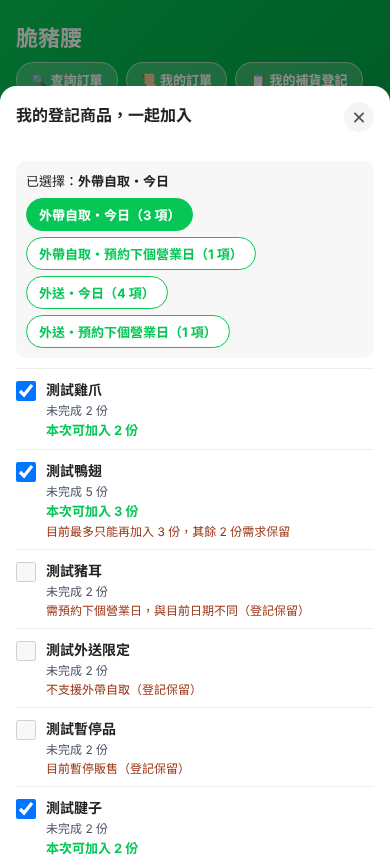 脆豬腰
🔍 查詢訂單
📜 我的訂單
📋 我的補貨登記
我的登記商品，一起加入
✕
已選擇：外帶自取・今日
外帶自取・今日（3 項）
外帶自取・預約下個營業日（1 項）
外送・今日（4 項）
外送・預約下個營業日（1 項）
測試雞爪
未完成 2 份
本次可加入 2 份
測試鴨翅
未完成 5 份
本次可加入 3 份
目前最多只能再加入 3 份，其餘 2 份需求保留
測試豬耳
未完成 2 份
需預約下個營業日，與目前日期不同（登記保留）
測試外送限定
未完成 2 份
不支援外帶自取（登記保留）
測試暫停品
未完成 2 份
目前暫停販售（登記保留）
測試腱子
未完成 2 份
本次可加入 2 份